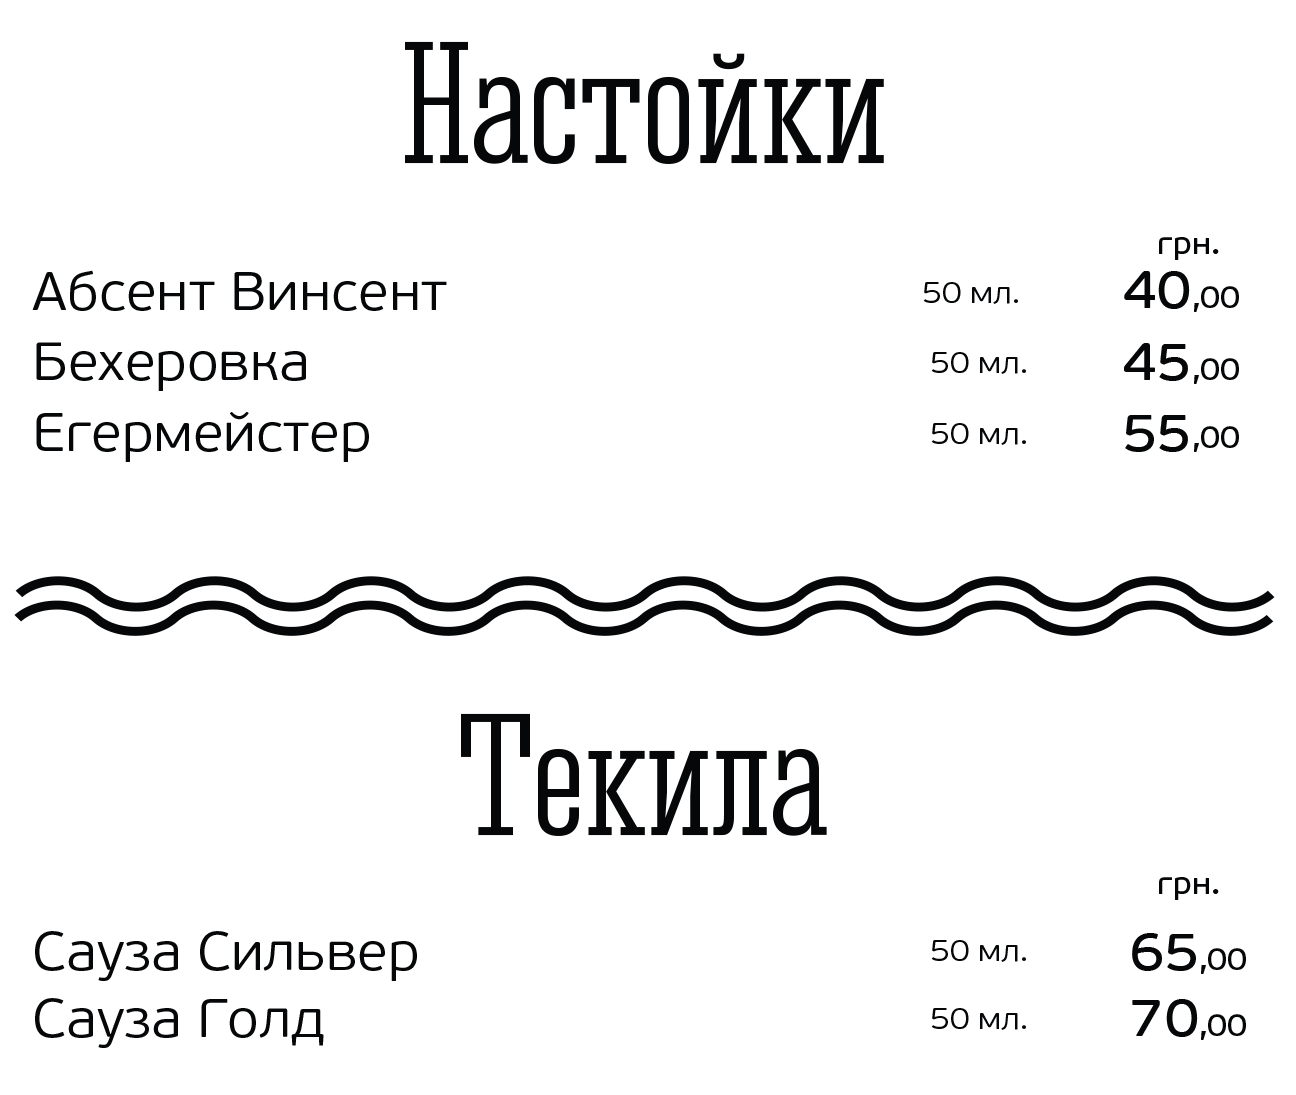 Настойки
грн.
Абсент Винсент 50 мл. 40,00
Бехеровка 50 мл. 45,00
Егермейстер 50 мл. 55,00
Текила
грн.
Сауза Сильвер 50 мл. 65,00
Сауза Голд 50 мл. 70,00